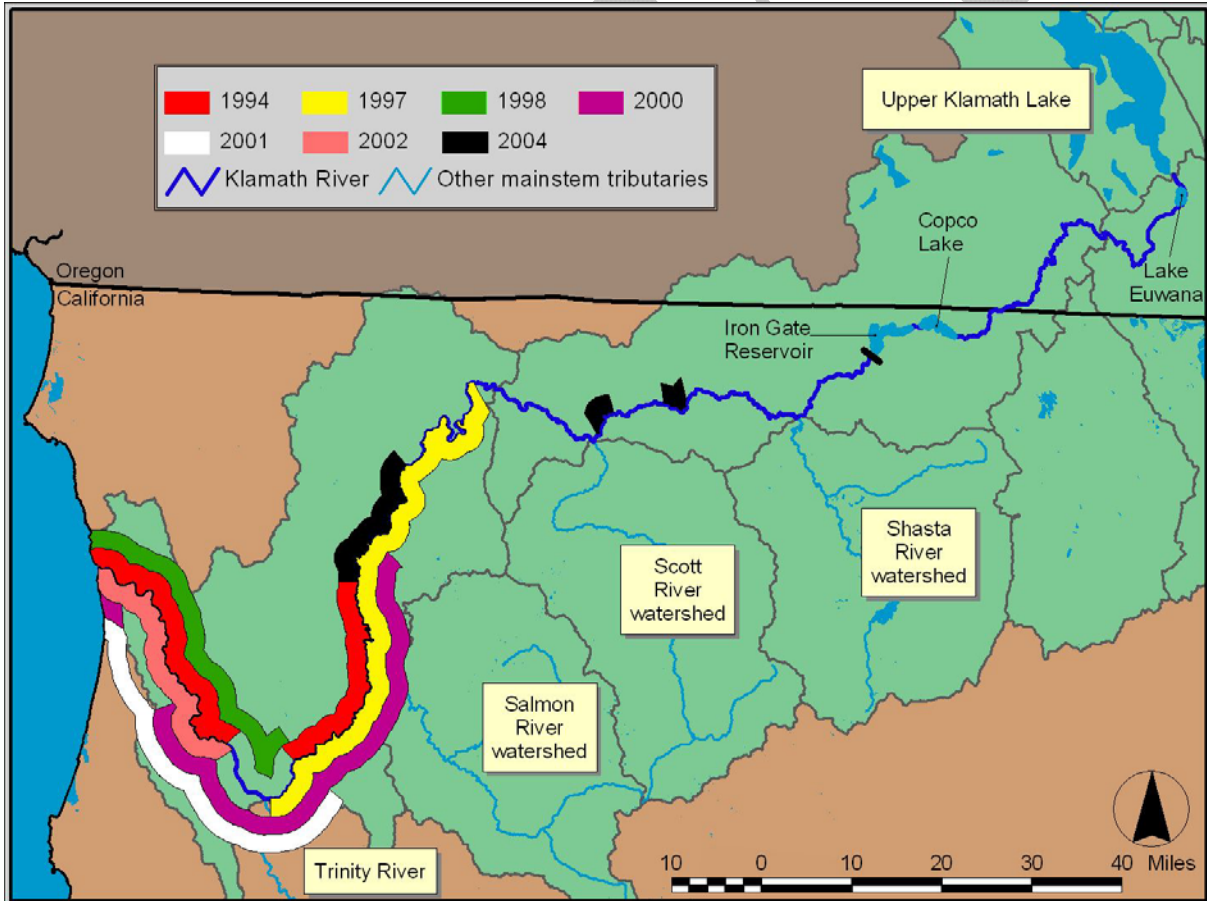 1994 1997 1998 2000
2001 2002 2004
Klamath River Other mainstem tributaries
Upper Klamath Lake
Copco
Lake
Oregon
California
Lake
Euwana
Iron Gate
Reservoir
Shasta
River
watershed
Scott
River
watershed
Salmon
River
watershed
Trinity River
10 0 10 20 30 40 Miles